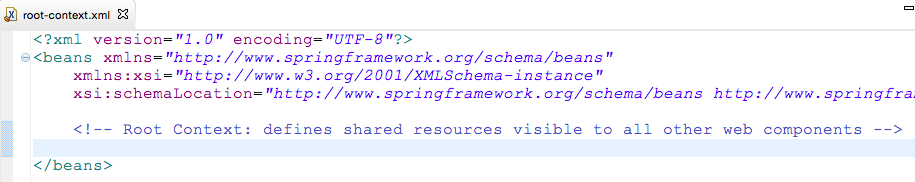 root-context.xml
<?xml version="1.0" encoding="UTF-8"?>
<beans xmlns="http://www.springframework.org/schema/beans"
xmlns:xsi="http://www.w3.org/2001/XMLSchema-instance"
xsi:schemaLocation="http://www.springframework.org/schema/beans http://www.springfra
<!-- Root Context: defines shared resources visible to all other web components -->
</beans>